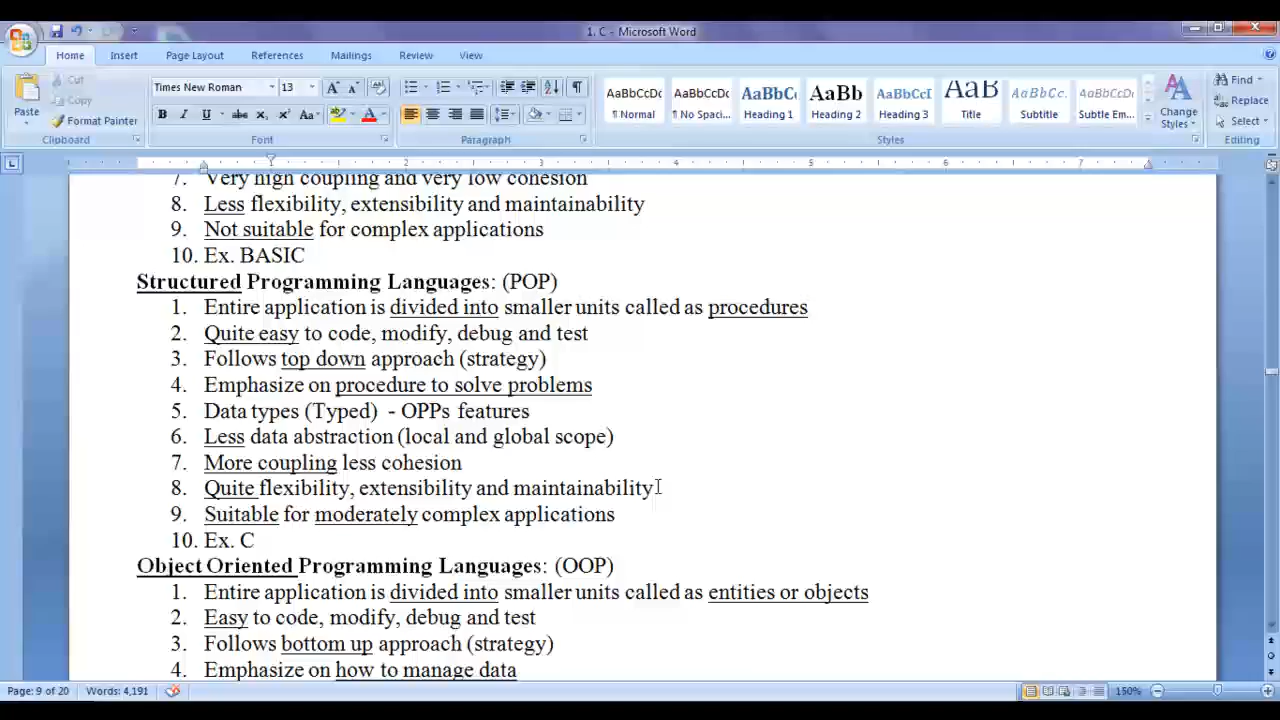 1. C - Microsoft Word
Home Insert Page Layout References Mailings Review View
Paste
Cut
Copy
Format Painter
Clipboard
Times New Roman 13
Font
Paragraph
AaBbCcDc AaBbCcDc AaBbC AaBb AaBbCcI AaB AaBbCc. AaBbCcDc
¶ Normal ¶ No Spaci... Heading 1 Heading 2 Heading 3 Title Subtitle Subtle Em...
Change Styles
Styles
Find
Replace
Select
Editing
2 3 4 5 6 7
7. Very high coupling and very low cohesion
8. Less flexibility, extensibility and maintainability
9. Not suitable for complex applications
10. Ex. BASIC
Structured Programming Languages: (POP)
1. Entire application is divided into smaller units called as procedures
2. Quite easy to code, modify, debug and test
3. Follows top down approach (strategy)
4. Emphasize on procedure to solve problems
5. Data types (Typed) - OPPs features
6. Less data abstraction (local and global scope)
7. More coupling less cohesion
8. Quite flexibility, extensibility and maintainability
9. Suitable for moderately complex applications
10. Ex. C
Object Oriented Programming Languages: (OOP)
1. Entire application is divided into smaller units called as entities or objects
2. Easy to code, modify, debug and test
3. Follows bottom up approach (strategy)
4. Emphasize on how to manage data
Page: 9 of 20 Words: 4,191 150%